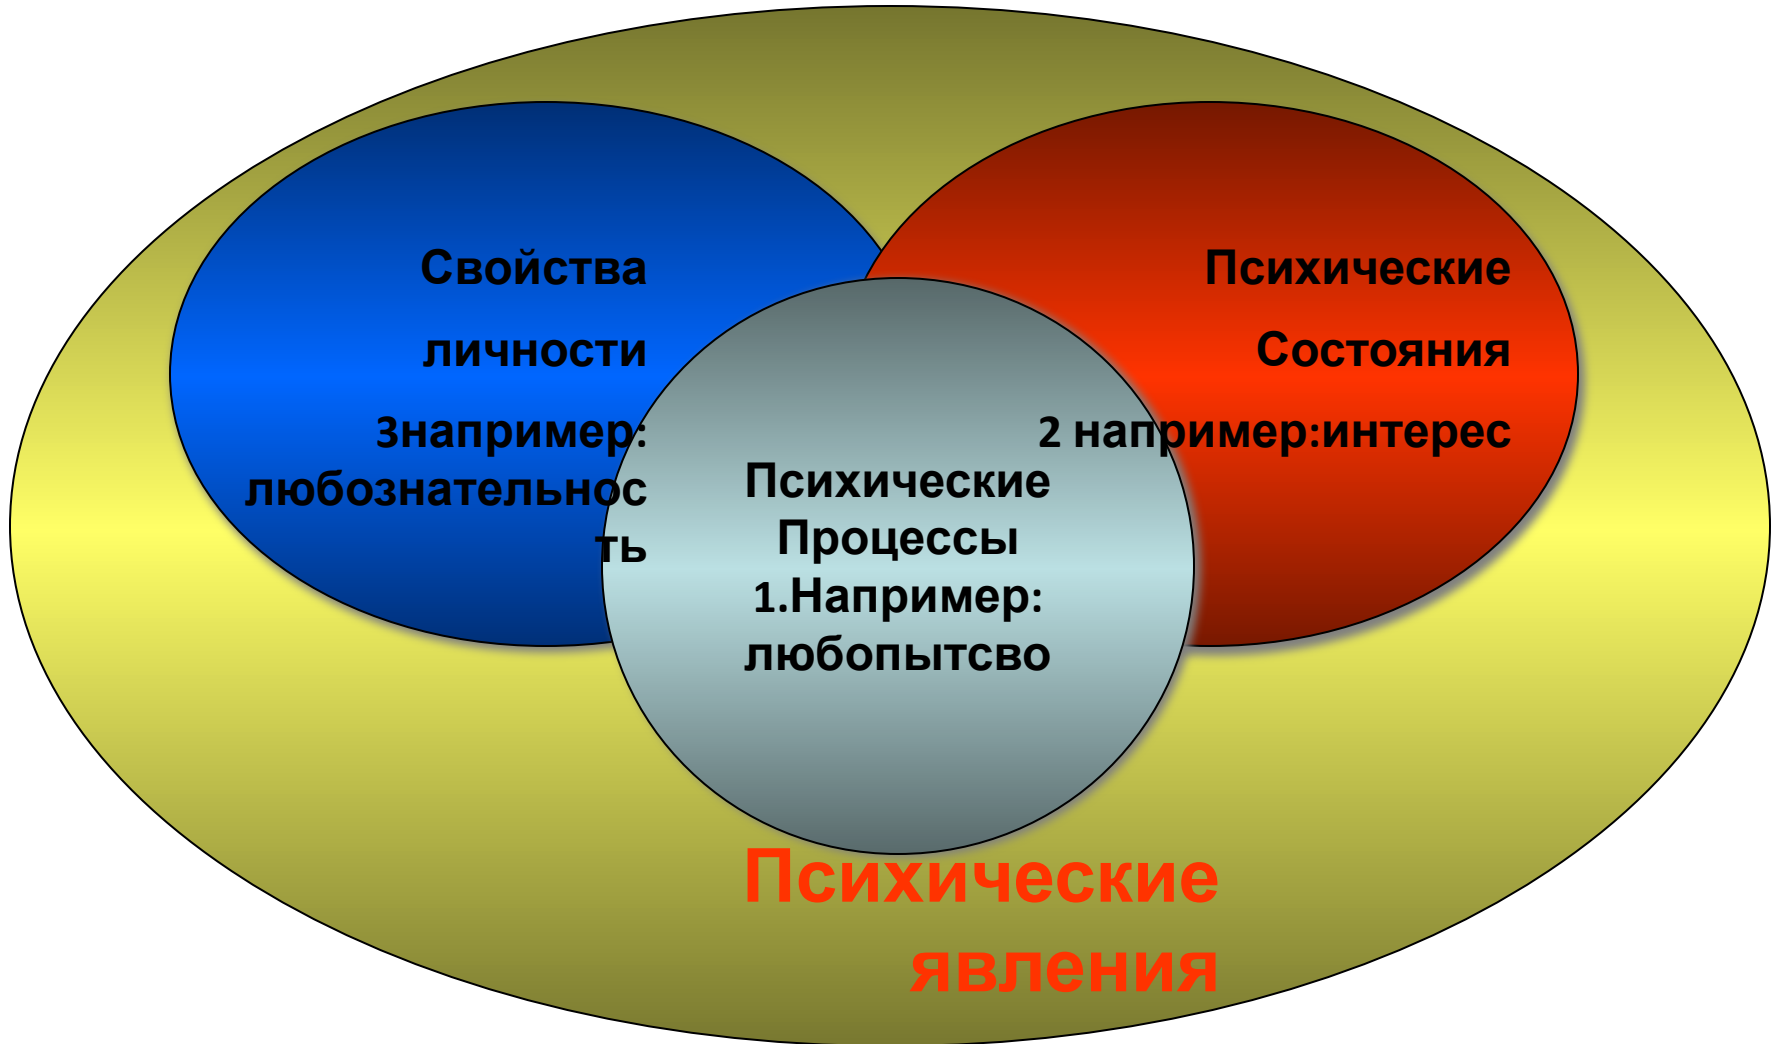 Свойства
личности
3например:
любознательнос
ть
Психические
Состояния
2 например:интерес
Психические
Процессы
1.Например:
любопытсво
Психические
явления